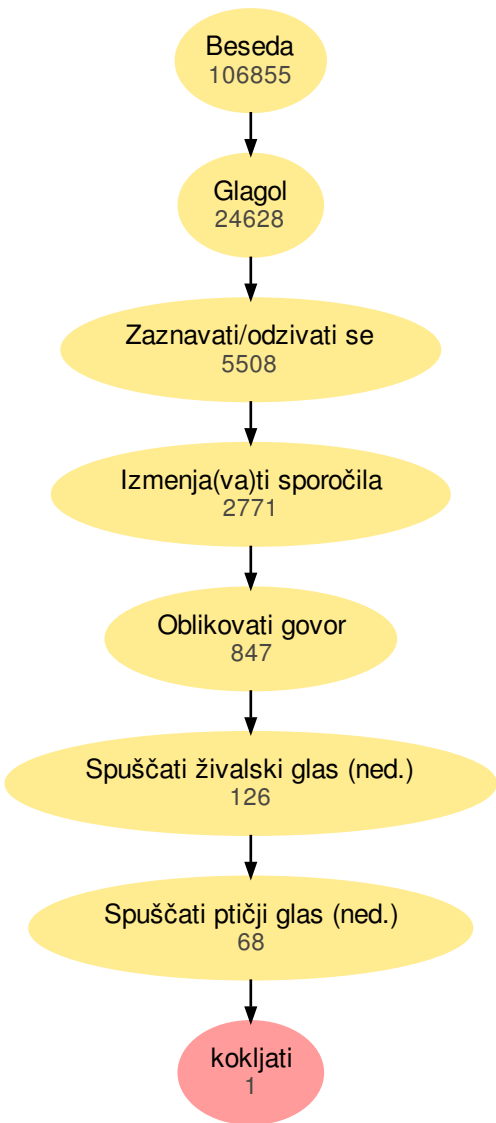 Beseda
106855
Glagol
24628
Zaznavati/odzivati se
5508
Izmenja(va)ti sporočila
2771
Oblikovati govor
847
Spuščati živalski glas (ned.)
126
Spuščati ptičji glas (ned.)
68
kokljati
1